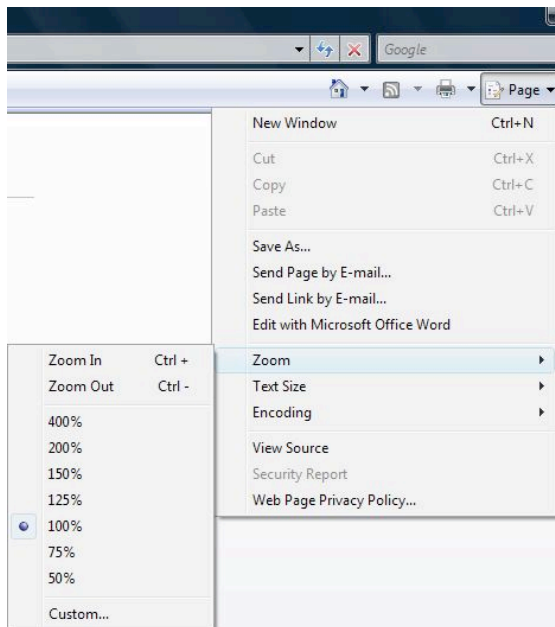 Google
Page
New Window Ctrl+N
Cut Ctrl+X
Copy Ctrl+C
Paste Ctrl+V
Save As...
Send Page by E-mail...
Send Link by E-mail...
Edit with Microsoft Office Word
Zoom
Text Size
Encoding
View Source
Security Report
Web Page Privacy Policy...
Zoom In Ctrl +
Zoom Out Ctrl -
400%
200%
150%
125%
100%
75%
50%
Custom...